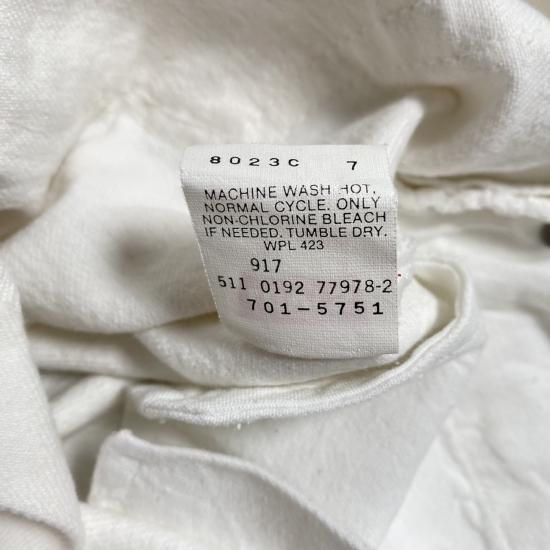 8023C 7
MACHINE WASH HOT,
NORMAL CYCLE. ONLY
NON-CHLORINE BLEACH
IF NEEDED. TUMBLE DRY.
WPL 423
917
511 0192 77978-2
701-5751